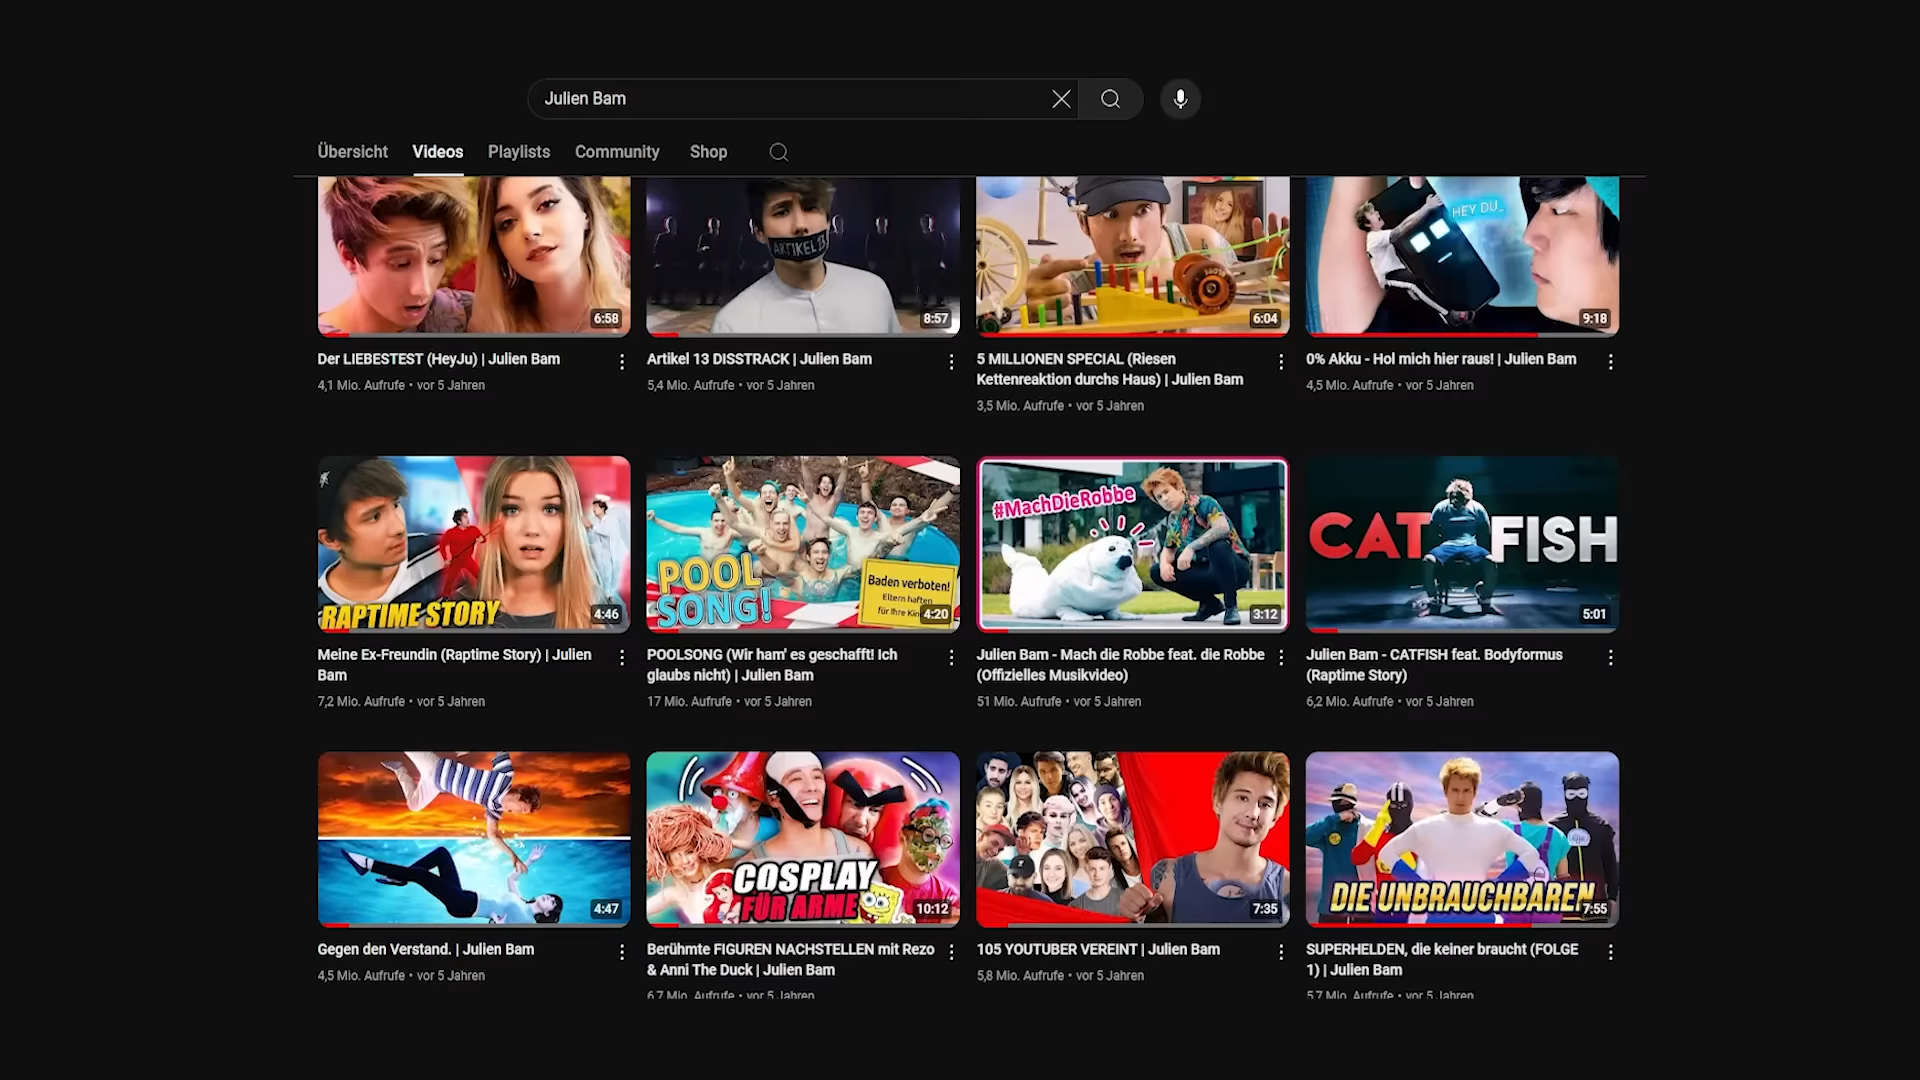 Julien Bam
Übersicht
Videos
Playlists
Community
Shop
ARTIKEL 13
HEY DU...
6:58
8:57
6:04
9:18
Der LIEBESTEST (HeyJu) | Julien Bam
4,1 Mio. Aufrufe • vor 5 Jahren
Artikel 13 DISSTRACK | Julien Bam
5,4 Mio. Aufrufe • vor 5 Jahren
5 MILLIONEN SPECIAL (Riesen
Kettenreaktion durchs Haus) | Julien Bam
3,5 Mio. Aufrufe • vor 5 Jahren
0% Akku - Hol mich hier raus! | Julien Bam
4,5 Mio. Aufrufe • vor 5 Jahren
RAPTIME STORY
4:46
POOL
SONG!
Baden verboten!
Eltern haften
für Ihre
4:20
#MachDieRobbe
3:12
CATFISH
5:01
Meine Ex-Freundin (Raptime Story) | Julien
Bam
7,2 Mio. Aufrufe • vor 5 Jahren
POOLSONG (Wir ham' es geschafft! Ich
glaubs nicht) | Julien Bam
17 Mio. Aufrufe • vor 5 Jahren
Julien Bam - Mach die Robbe feat. die Robbe
(Offizielles Musikvideo)
51 Mio. Aufrufe • vor 5 Jahren
Julien Bam - CATFISH feat. Bodyformus
(Raptime Story)
6,2 Mio. Aufrufe • vor 5 Jahren
4:47
COSPLAY
FÜR ARME
10:12
7:35
DIE UNBRAUCHBAREN
7:55
Gegen den Verstand. | Julien Bam
4,5 Mio. Aufrufe • vor 5 Jahren
Berühmte FIGUREN NACHSTELLEN mit Rezo
& Anni The Duck | Julien Bam
6,7 Mio. Aufrufe • vor 5 Jahren
105 YOUTUBER VEREINT | Julien Bam
5,8 Mio. Aufrufe • vor 5 Jahren
SUPERHELDEN, die keiner braucht (FOLGE
1) | Julien Bam
5,7 Mio. Aufrufe • vor 5 Jahren